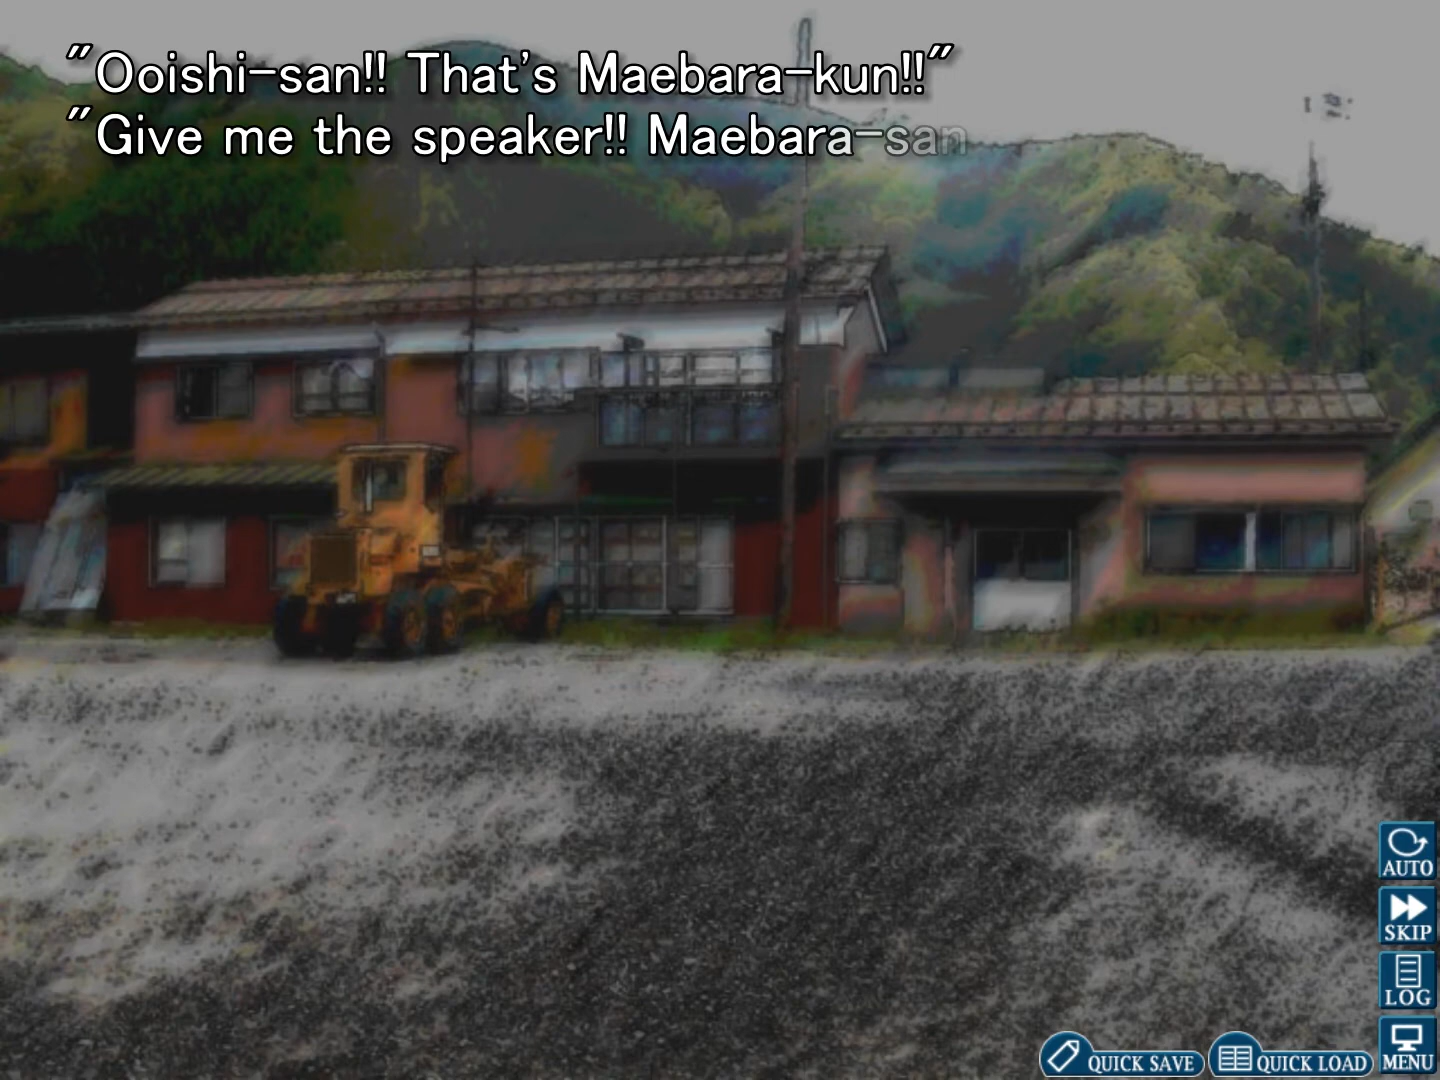 "Ooishi-san!! That's Maebara-kun!!"
"Give me the speaker!! Maebara-san
AUTO
SKIP
LOG
QUICK SAVE
QUICK LOAD
MENU